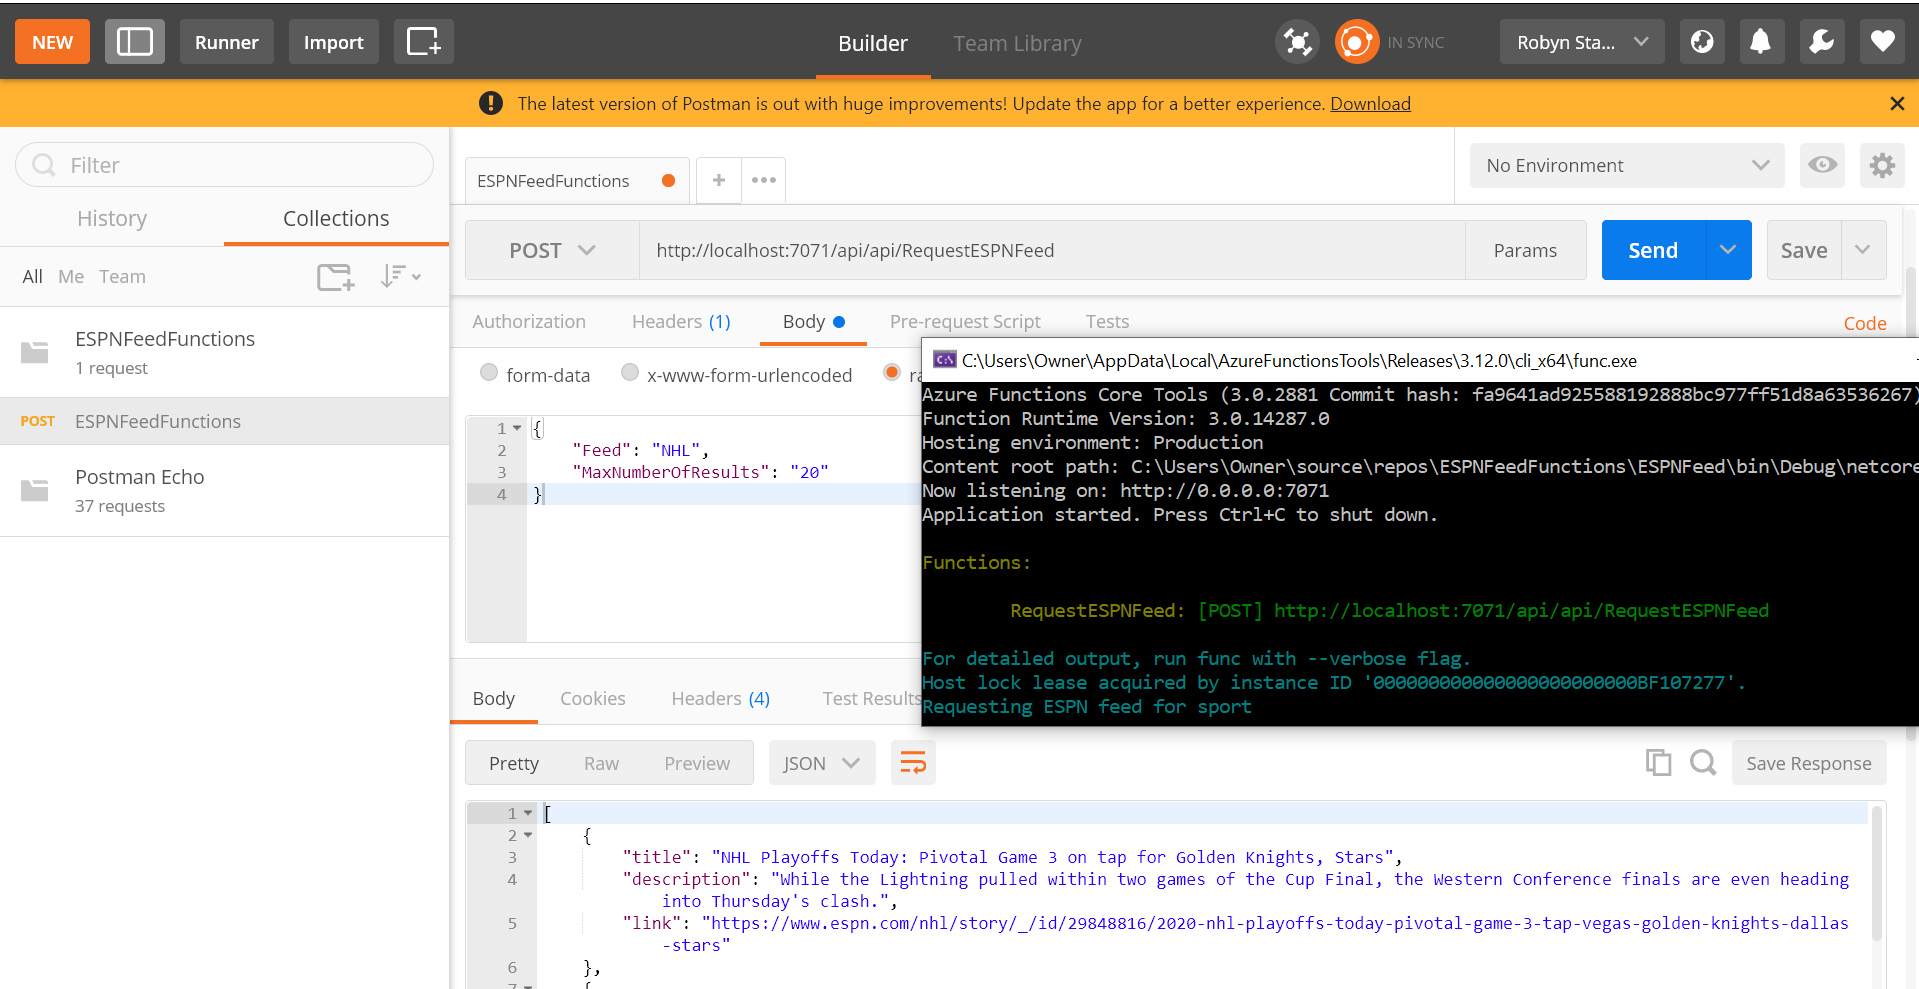 NEW
Runner
Import
Builder
Team Library
IN SYNC
Robyn Sta...
The latest version of Postman is out with huge improvements! Update the app for a better experience. Download
Filter
History
Collections
All Me Team
ESPNFeedFunctions
1 request
POST ESPNFeedFunctions
Postman Echo
37 requests
ESPNFeedFunctions
No Environment
POST
http://localhost:7071/api/api/RequestESPNFeed
Params
Send
Save
Authorization
Headers (1)
Body
Pre-request Script
Tests
Code
form-data
x-www-form-urlencoded
ra
1 {
2 "Feed": "NHL",
3 "MaxNumberOfResults": "20"
4 }
C:\Users\Owner\AppData\Local\AzureFunctionsTools\Releases\3.12.0\cli_x64\func.exe
Azure Functions Core Tools (3.0.2881 Commit hash: fa9641ad925588192888bc977ff51d8a63536267)
Function Runtime Version: 3.0.14287.0
Hosting environment: Production
Content root path: C:\Users\Owner\source\repos\ESPNFeedFunctions\ESPNFeed\bin\Debug\netcore
Now listening on: http://0.0.0.0:7071
Application started. Press Ctrl+C to shut down.
Functions:
RequestESPNFeed: [POST] http://localhost:7071/api/api/RequestESPNFeed
For detailed output, run func with --verbose flag.
Host lock lease acquired by instance ID '000000000000000000000000BF107277'.
Requesting ESPN feed for sport
Body
Cookies
Headers (4)
Test Results
Pretty
Raw
Preview
JSON
Save Response
1 [
2 {
3 "title": "NHL Playoffs Today: Pivotal Game 3 on tap for Golden Knights, Stars",
4 "description": "While the Lightning pulled within two games of the Cup Final, the Western Conference finals are even heading
into Thursday's clash.",
5 "link": "https://www.espn.com/nhl/story/_/id/29848816/2020-nhl-playoffs-today-pivotal-game-3-tap-vegas-golden-knights-dallas
-stars"
6 },
7 {